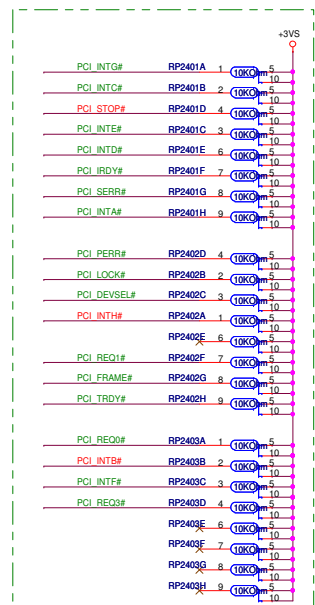 +3VS
PCI_INTG# RP2401A 1 10KOhm 5
10
PCI_INTC# RP2401B 2 10KOhm 5
10
PCI_STOP# RP2401D 4 10KOhm 5
10
PCI_INTE# RP2401C 3 10KOhm 5
10
PCI_INTD# RP2401E 6 10KOhm 5
10
PCI_IRDY# RP2401F 7 10KOhm 5
10
PCI_SERR# RP2401G 8 10KOhm 5
10
PCI_INTA# RP2401H 9 10KOhm 5
10
PCI_PERR# RP2402D 4 10KOhm 5
10
PCI_LOCK# RP2402B 2 10KOhm 5
10
PCI_DEVSEL# RP2402C 3 10KOhm 5
10
PCI_INTH# RP2402A 1 10KOhm 5
10
RP2402E 6 10KOhm 5
10
PCI_REQ1# RP2402F 7 10KOhm 5
10
PCI_FRAME# RP2402G 8 10KOhm 5
10
PCI_TRDY# RP2402H 9 10KOhm 5
10
PCI_REQ0# RP2403A 1 10KOhm 5
10
PCI_INTB# RP2403B 2 10KOhm 5
10
PCI_INTF# RP2403C 3 10KOhm 5
10
PCI_REQ3# RP2403D 4 10KOhm 5
10
RP2403E 6 10KOhm 5
10
RP2403F 7 10KOhm 5
10
RP2403G 8 10KOhm 5
10
RP2403H 9 10KOhm 5
10